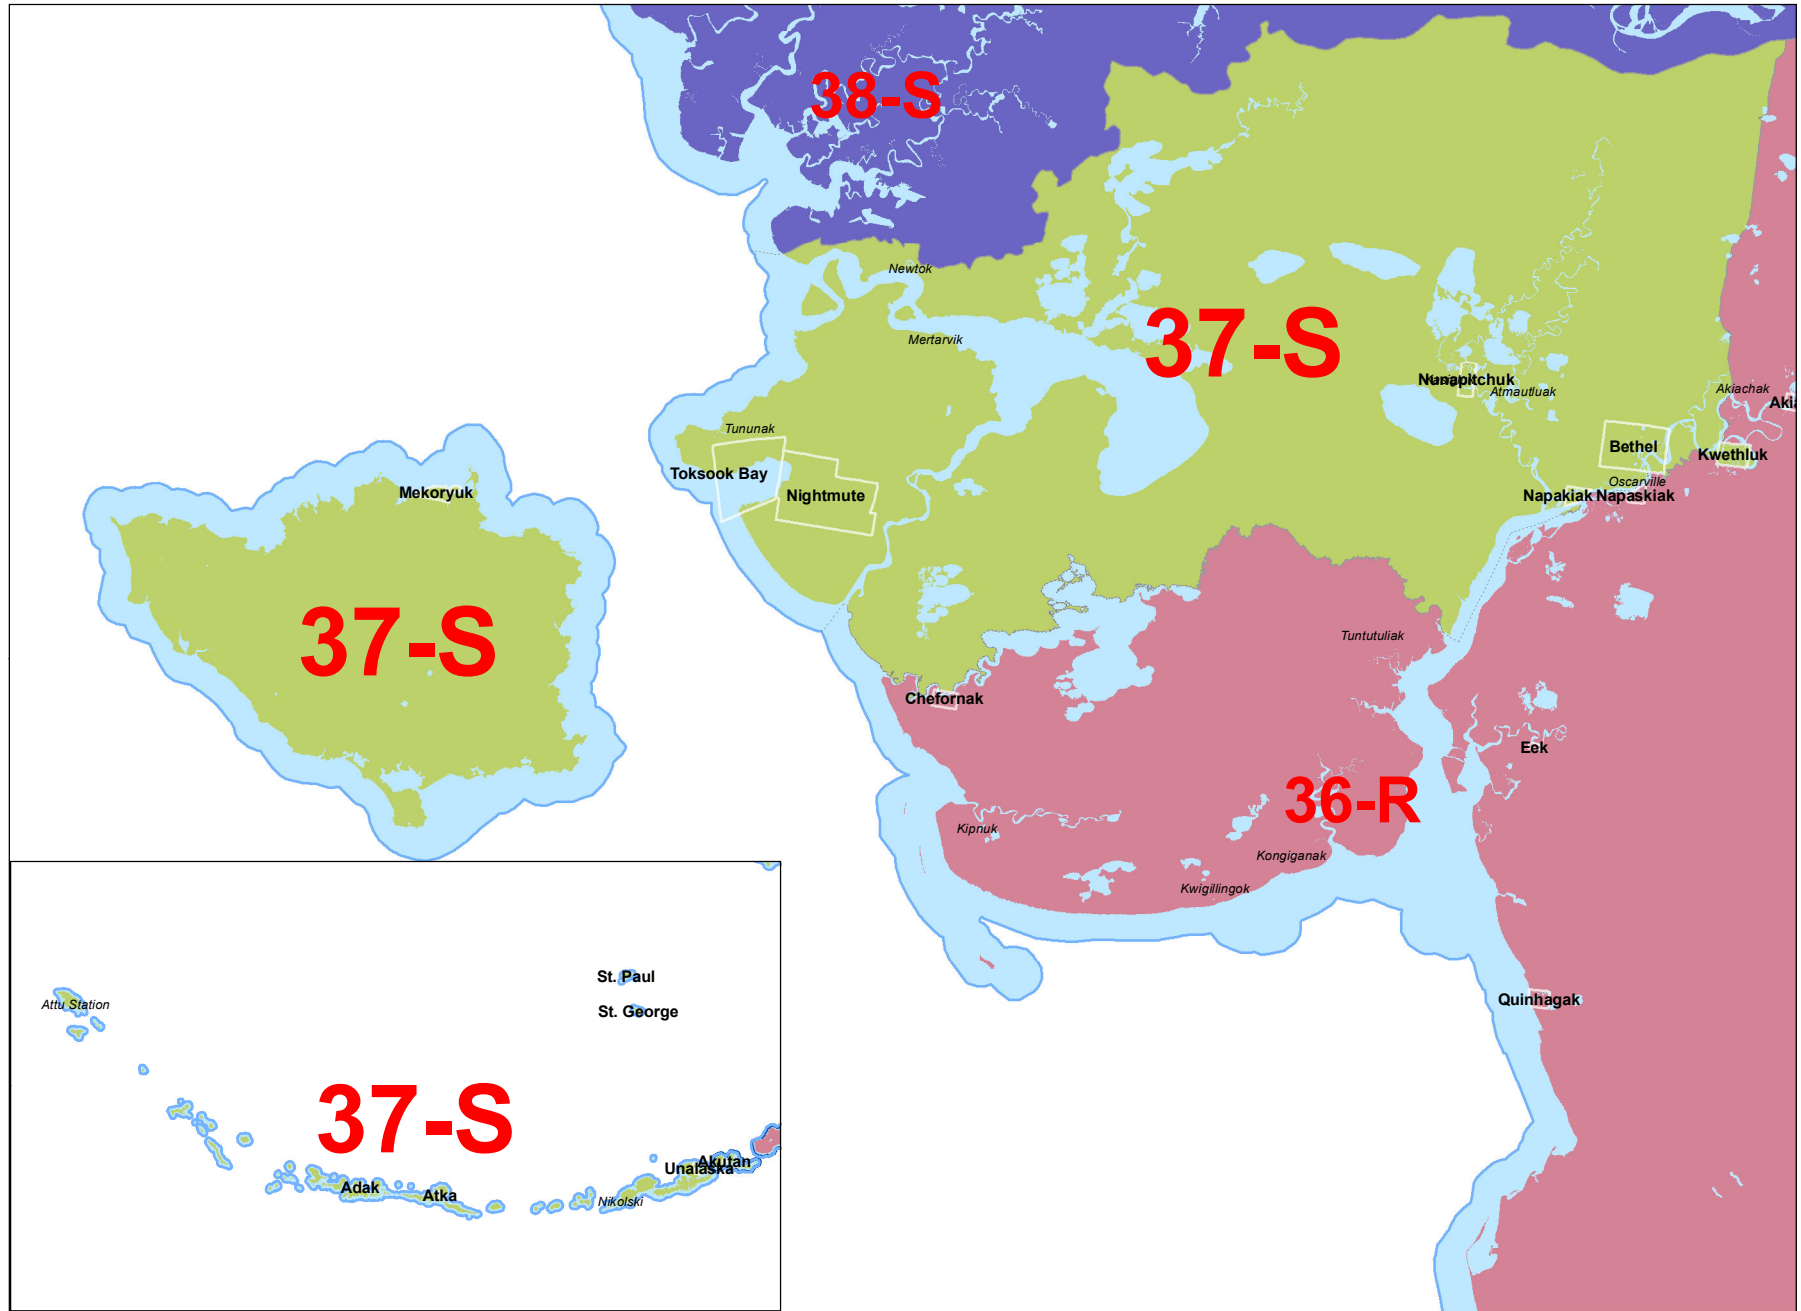 38-S
Newtok
37-S
Mertarvik
Nunapitchuk
Atmautluak
Akiachak
Tununak
Bethel
Kwethluk
Toksook Bay
Nightmute
Oscarville
Mekoryuk
Napakiak Napaskiak
37-S
Tuntutuliak
Chefornak
Eek
36-R
Kipnuk
Kongiganak
Kwigillingok
St. Paul
Attu Station
St. George
Quinhagak
37-S
Akutan
Unalaska
Adak
Atka
Nikolski